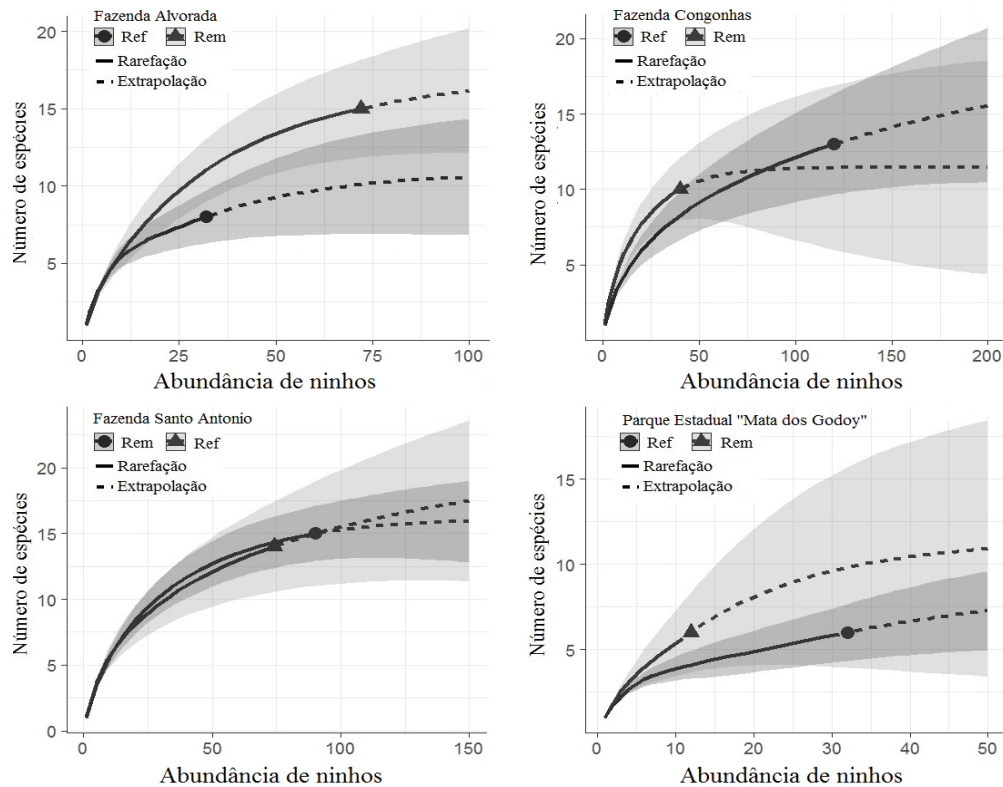 Fazenda Alvorada
Ref Rem
Rarefação
Extrapolação
Número de espécies
20
15
10
5
0 25 50 75 100
Abundância de ninhos
Fazenda Congonhas
Ref Rem
Rarefação
Extrapolação
Número de espécies
20
15
10
5
0 50 100 150 200
Abundância de ninhos
Fazenda Santo Antonio
Rem Ref
Rarefação
Extrapolação
Número de espécies
20
15
10
5
0
0 50 100 150
Abundância de ninhos
Parque Estadual "Mata dos Godoy"
Ref Rem
Rarefação
Extrapolação
Número de espécies
15
10
5
0 10 20 30 40 50
Abundância de ninhos